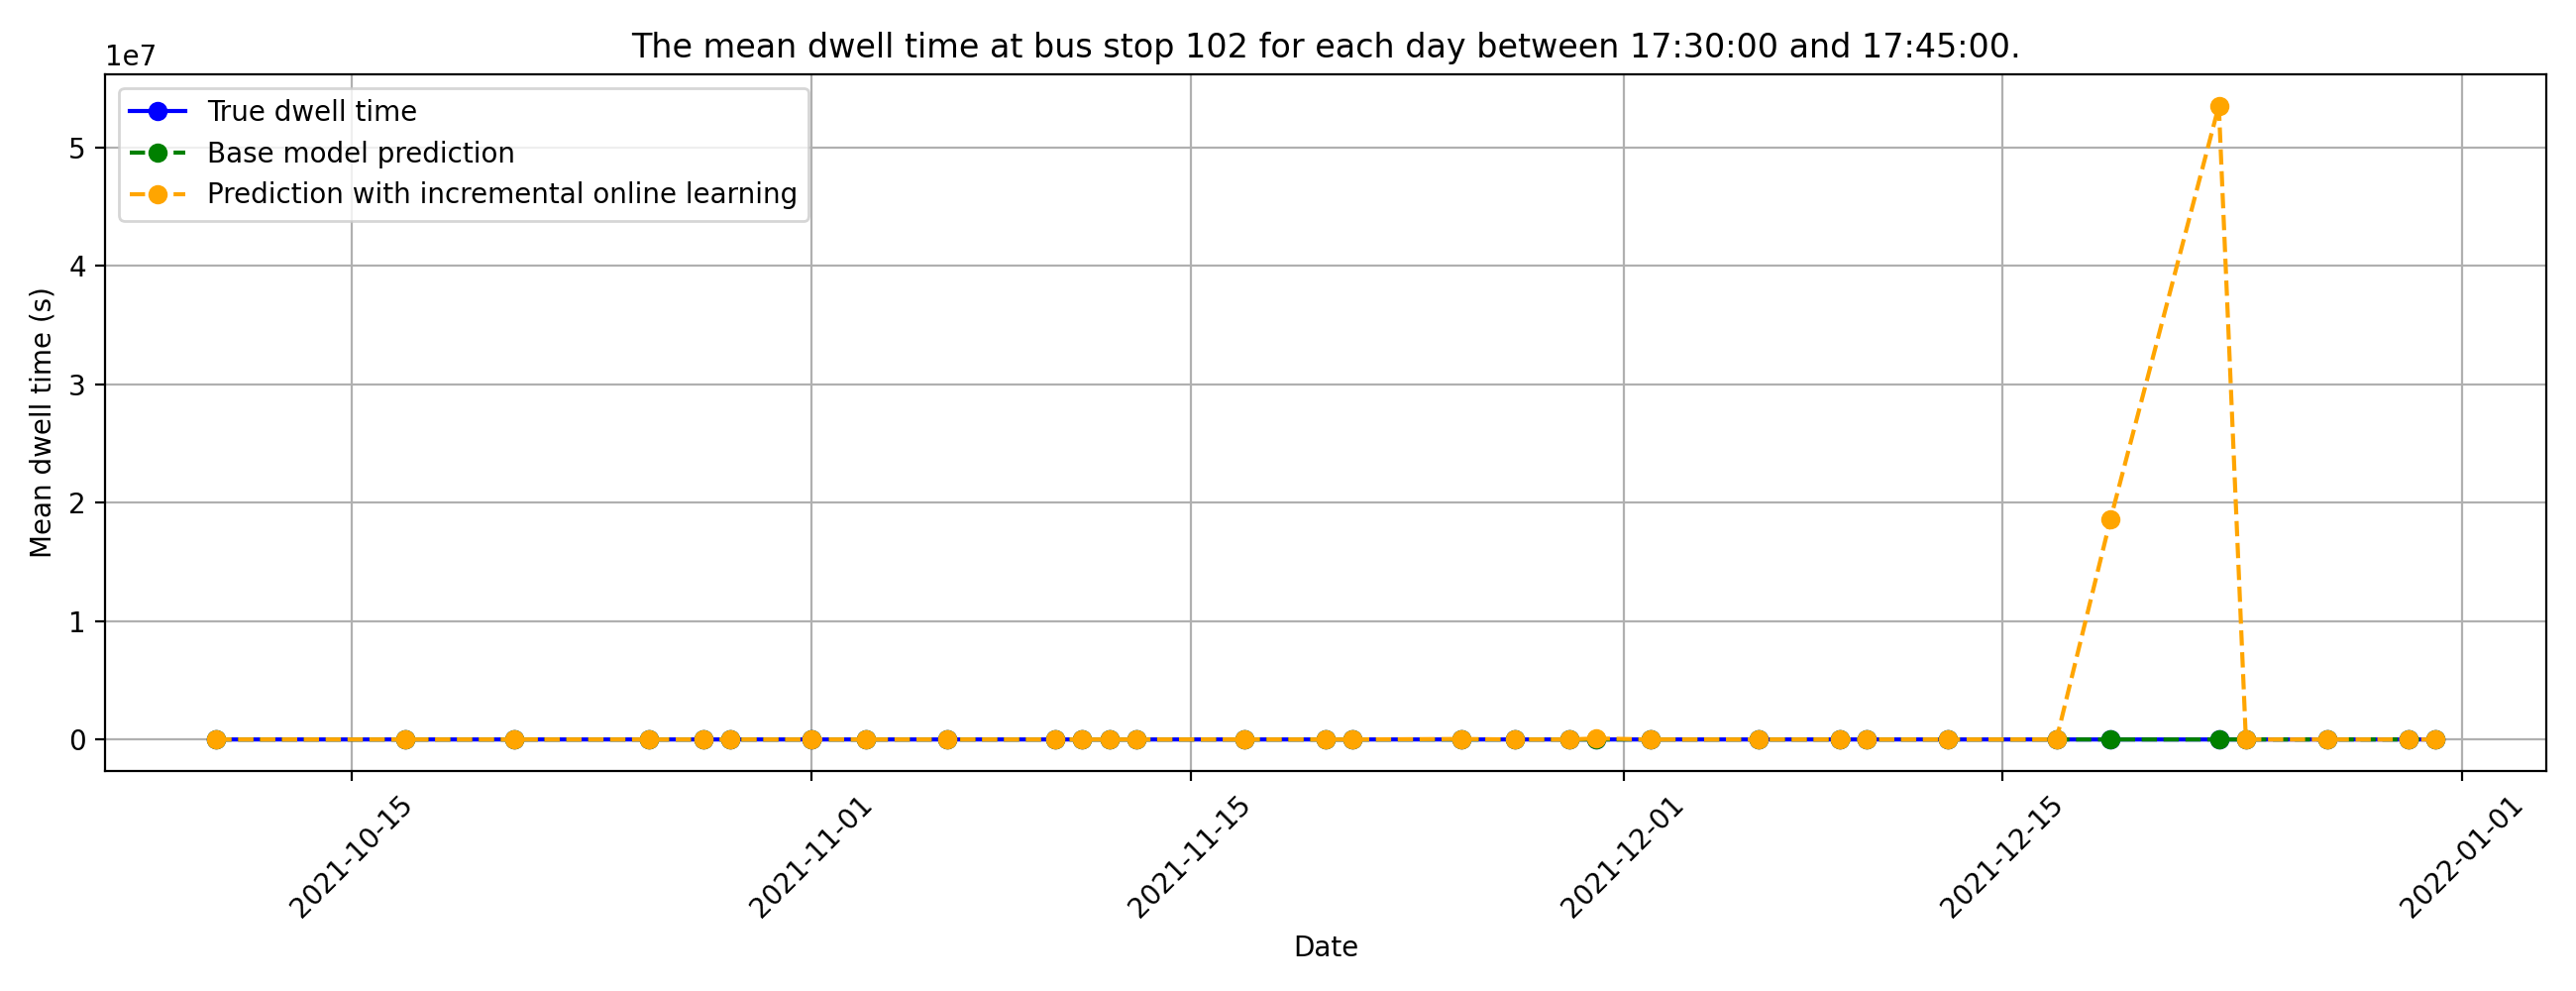 The mean dwell time at bus stop 102 for each day between 17:30:00 and 17:45:00.
1e7
True dwell time
Base model prediction
Prediction with incremental online learning
5
4
3
2
1
0
Mean dwell time (s)
2021-10-15
2021-11-01
2021-11-15
2021-12-01
2021-12-15
2022-01-01
Date